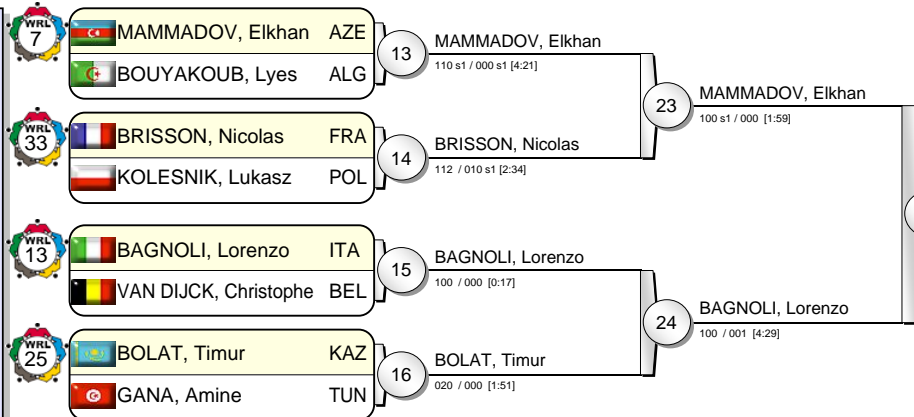 WRL
7
MAMMADOV, Elkhan AZE
BOUYAKOUB, Lyes ALG
13
MAMMADOV, Elkhan
110 s1 / 000 s1 [4:21]
WRL
33
BRISSON, Nicolas FRA
KOLESNIK, Lukasz POL
14
BRISSON, Nicolas
112 / 010 s1 [2:34]
23
MAMMADOV, Elkhan
100 s1 / 000 [1:59]
WRL
13
BAGNOLI, Lorenzo ITA
VAN DIJCK, Christophe BEL
15
BAGNOLI, Lorenzo
100 / 000 [0:17]
WRL
25
BOLAT, Timur KAZ
GANA, Amine TUN
16
BOLAT, Timur
020 / 000 [1:51]
24
BAGNOLI, Lorenzo
100 / 001 [4:29]